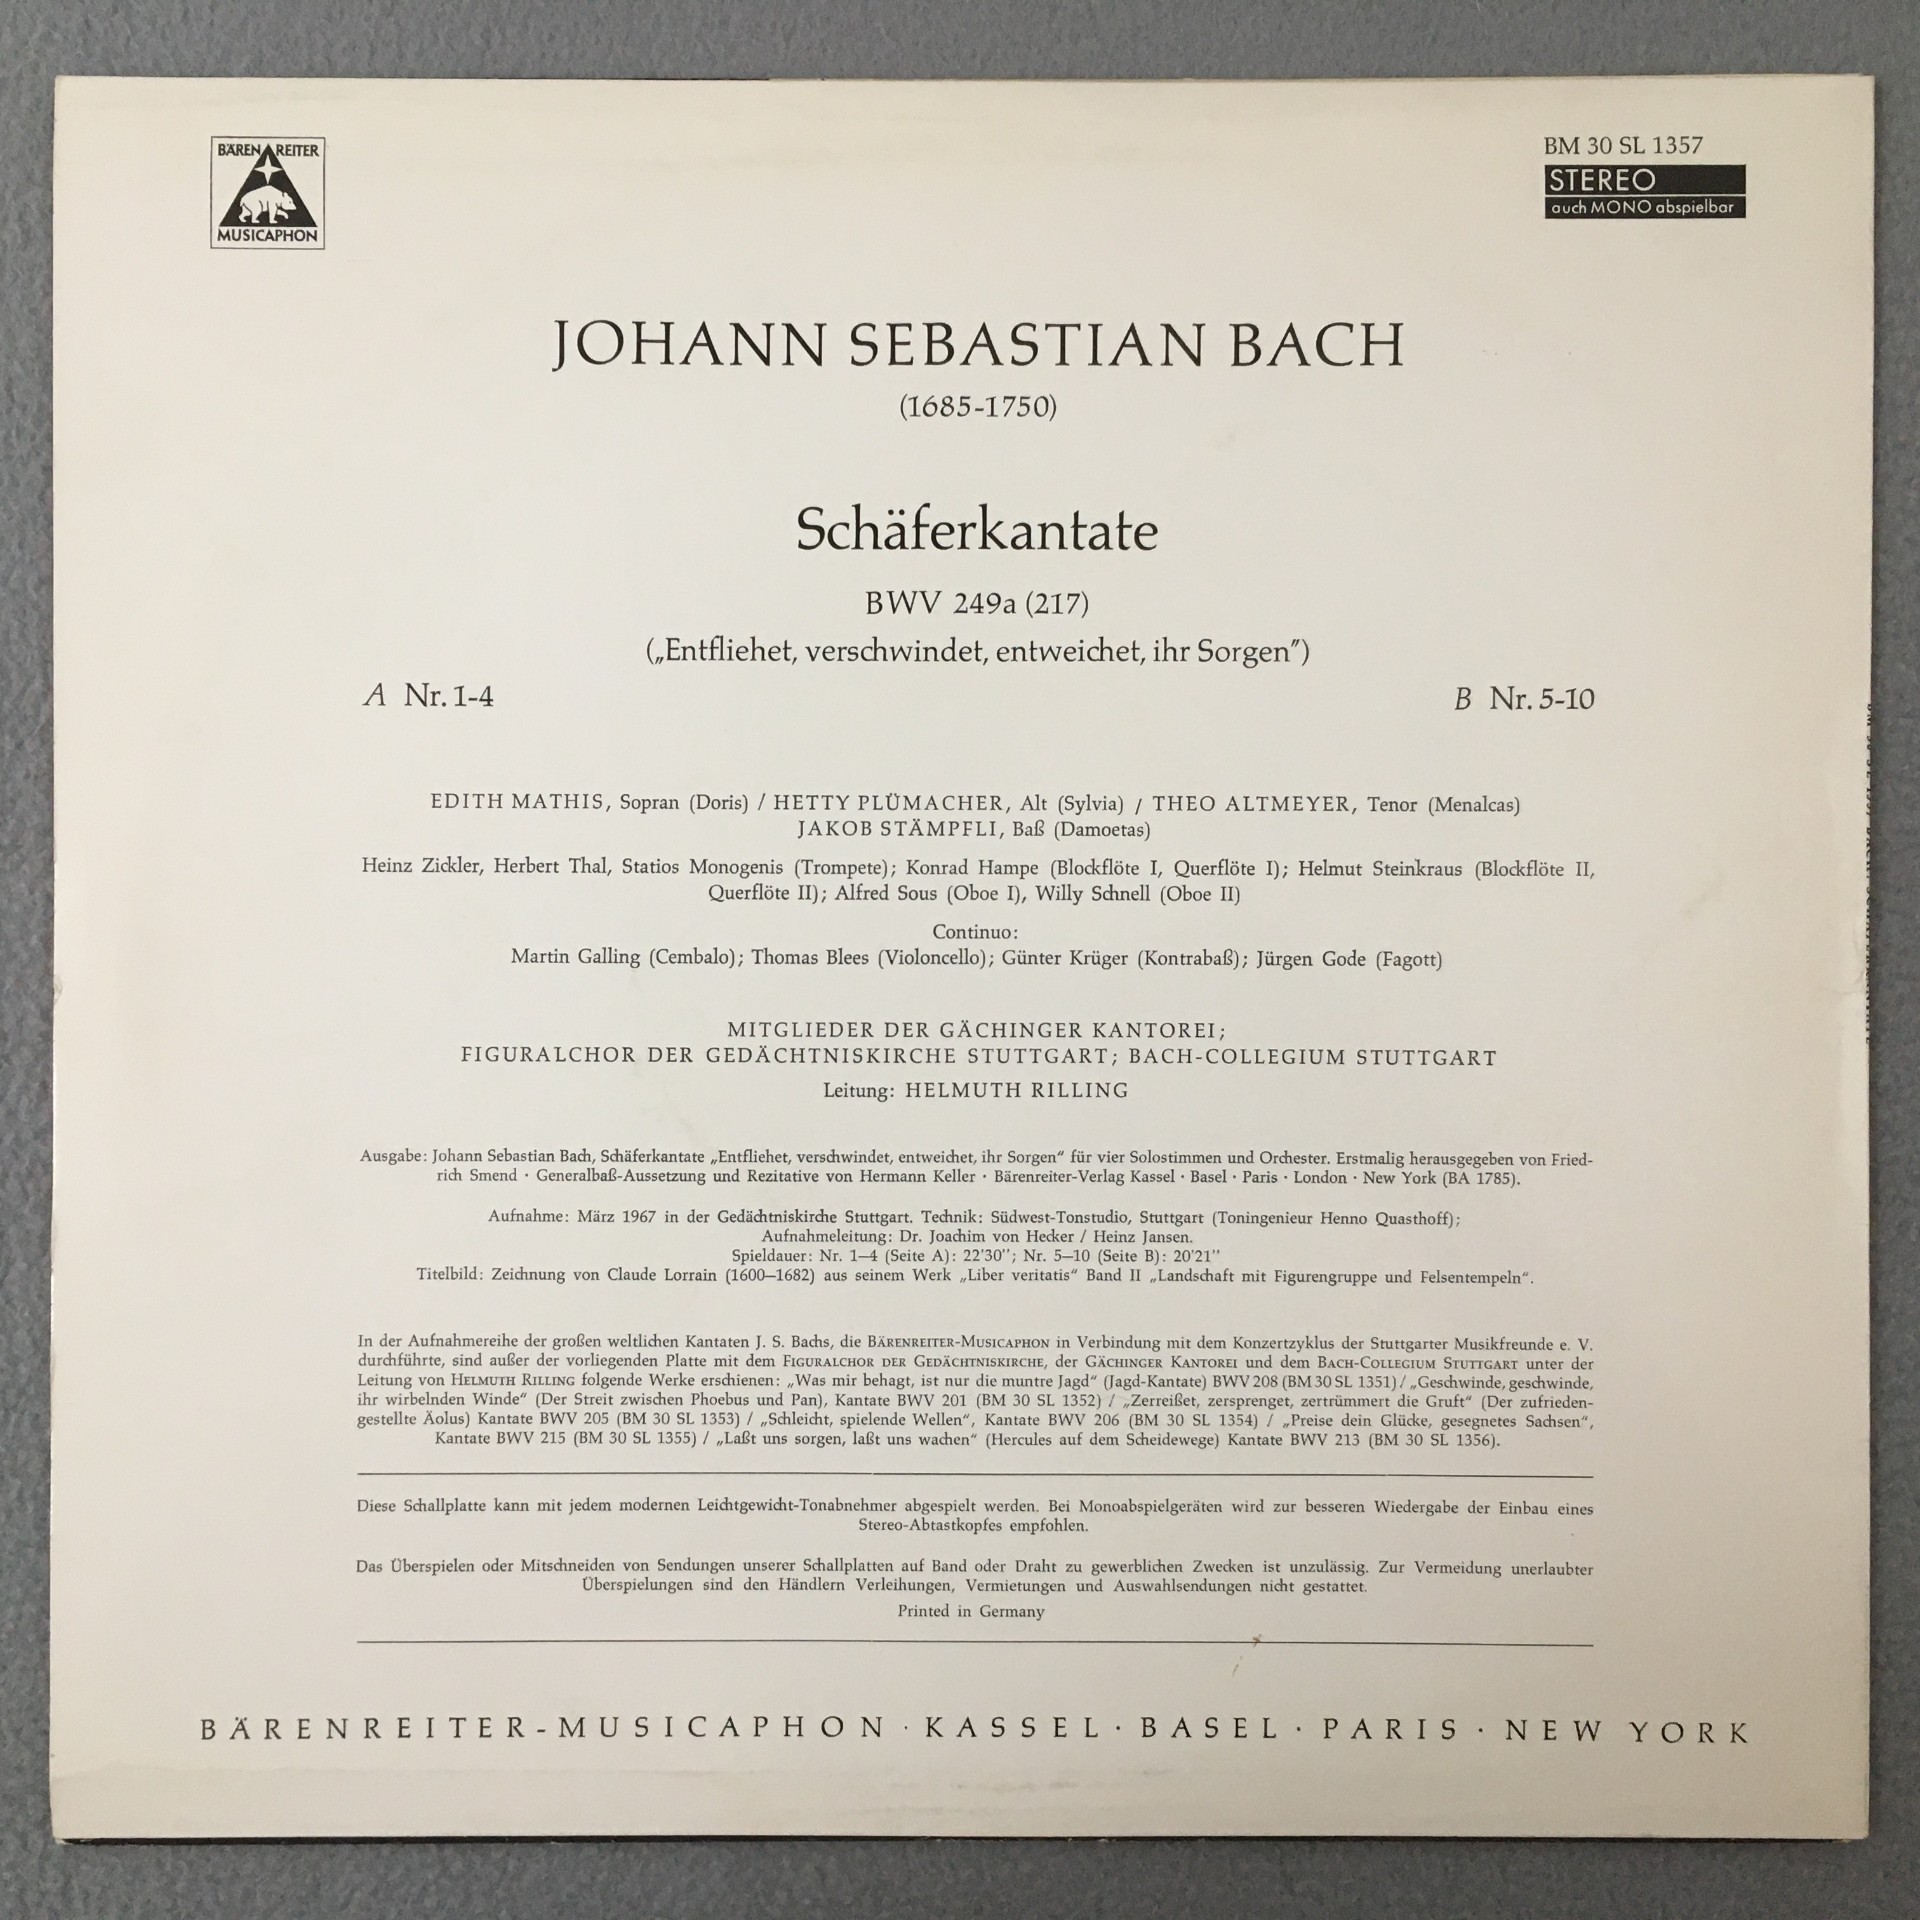 BÄREN REITER
MUSICAPHON
BM 30 SL 1357
STEREO
auch MONO abspielbar
JOHANN SEBASTIAN BACH
(1685-1750)
Schäferkantate
BWV 249a (217)
(„Entfliehet, verschwindet, entweichet, ihr Sorgen”)
A Nr. 1-4
B Nr. 5-10
EDITH MATHIS, Sopran (Doris) / HETTY PLÜMACHER, Alt (Sylvia) / THEO ALTMEYER, Tenor (Menalcas)
JAKOB STÄMPFLI, Baß (Damoetas)
Heinz Zickler, Herbert Thal, Statios Monogenis (Trompete); Konrad Hampe (Blockflöte I, Querflöte I); Helmut Steinkraus (Blockflöte II,
Querflöte II); Alfred Sous (Oboe I), Willy Schnell (Oboe II)
Continuo:
Martin Galling (Cembalo); Thomas Blees (Violoncello); Günter Krüger (Kontrabaß); Jürgen Gode (Fagott)
MITGLIEDER DER GÄCHINGER KANTOREI;
FIGURALCHOR DER GEDÄCHTNISKIRCHE STUTTGART; BACH-COLLEGIUM STUTTGART
Leitung: HELMUTH RILLING
Ausgabe: Johann Sebastian Bach, Schäferkantate „Entfliehet, verschwindet, entweichet, ihr Sorgen“ für vier Solostimmen und Orchester. Erstmalig herausgegeben von Fried-
rich Smend · Generalbaß-Aussetzung und Rezitative von Hermann Keller · Bärenreiter-Verlag Kassel · Basel · Paris · London · New York (BA 1785).
Aufnahme: März 1967 in der Gedächtniskirche Stuttgart. Technik: Südwest-Tonstudio, Stuttgart (Toningenieur Henno Quasthoff);
Aufnahmeleitung: Dr. Joachim von Hecker / Heinz Jansen.
Spieldauer: Nr. 1–4 (Seite A): 22'30''; Nr. 5–10 (Seite B): 20'21''
Titelbild: Zeichnung von Claude Lorrain (1600–1682) aus seinem Werk „Liber veritatis“ Band II „Landschaft mit Figurengruppe und Felsentempeln“.
In der Aufnahmereihe der großen weltlichen Kantaten J. S. Bachs, die BÄRENREITER-MUSICAPHON in Verbindung mit dem Konzertzyklus der Stuttgarter Musikfreunde e. V.
durchführte, sind außer der vorliegenden Platte mit dem FIGURALCHOR DER GEDÄCHTNISKIRCHE, der GÄCHINGER KANTOREI und dem BACH-COLLEGIUM STUTTGART unter der
Leitung von HELMUTH RILLING folgende Werke erschienen: „Was mir behagt, ist nur die muntre Jagd“ (Jagd-Kantate) BWV 208 (BM 30 SL 1351) / „Geschwinde, geschwinde,
ihr wirbelnden Winde“ (Der Streit zwischen Phoebus und Pan), Kantate BWV 201 (BM 30 SL 1352) / „Zerreißet, zersprenget, zertrümmert die Gruft“ (Der zufrieden-
gestellte Äolus) Kantate BWV 205 (BM 30 SL 1353) / „Schleicht, spielende Wellen“, Kantate BWV 206 (BM 30 SL 1354) / „Preise dein Glücke, gesegnetes Sachsen“,
Kantate BWV 215 (BM 30 SL 1355) / „Laßt uns sorgen, laßt uns wachen“ (Hercules auf dem Scheidewege) Kantate BWV 213 (BM 30 SL 1356).
Diese Schallplatte kann mit jedem modernen Leichtgewicht-Tonabnehmer abgespielt werden. Bei Monoabspielgeräten wird zur besseren Wiedergabe der Einbau eines
Stereo-Abtastkopfes empfohlen.
Das Überspielen oder Mitschneiden von Sendungen unserer Schallplatten auf Band oder Draht zu gewerblichen Zwecken ist unzulässig. Zur Vermeidung unerlaubter
Überspielungen sind den Händlern Verleihungen, Vermietungen und Auswahlsendungen nicht gestattet.
Printed in Germany
BÄRENREITER-MUSICAPHON · KASSEL · BASEL · PARIS · NEW YORK